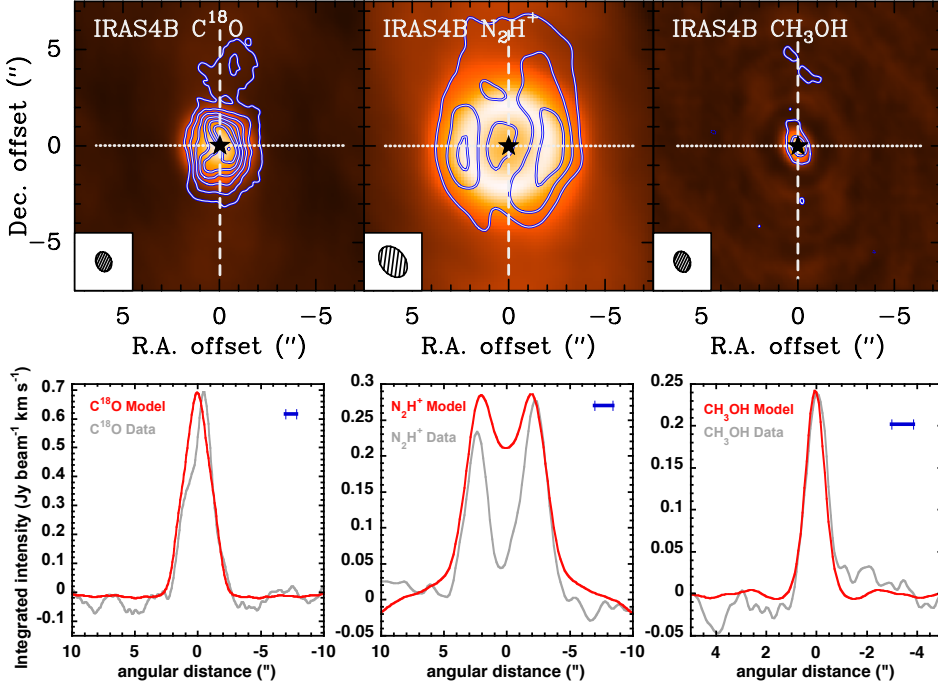 IRAS4B C¹⁸O
IRAS4B N₂H⁺
IRAS4B CH₃OH
Dec. offset (″)
5
0
−5
5 0 −5
5 0 −5
5 0 −5
R.A. offset (″)
R.A. offset (″)
R.A. offset (″)
Integrated intensity (Jy beam⁻¹ km s⁻¹)
0.7
0.6
0.5
0.4
0.3
0.2
0.1
0
-0.1
C¹⁸O Model
C¹⁸O Data
10 5 0 -5 -10
angular distance (")
0.3
0.25
0.2
0.15
0.1
0.05
0
-0.05
N₂H⁺ Model
N₂H⁺ Data
10 5 0 -5 -10
angular distance (")
0.25
0.2
0.15
0.1
0.05
0
-0.05
CH₃OH Model
CH₃OH Data
4 2 0 -2 -4
angular distance (")